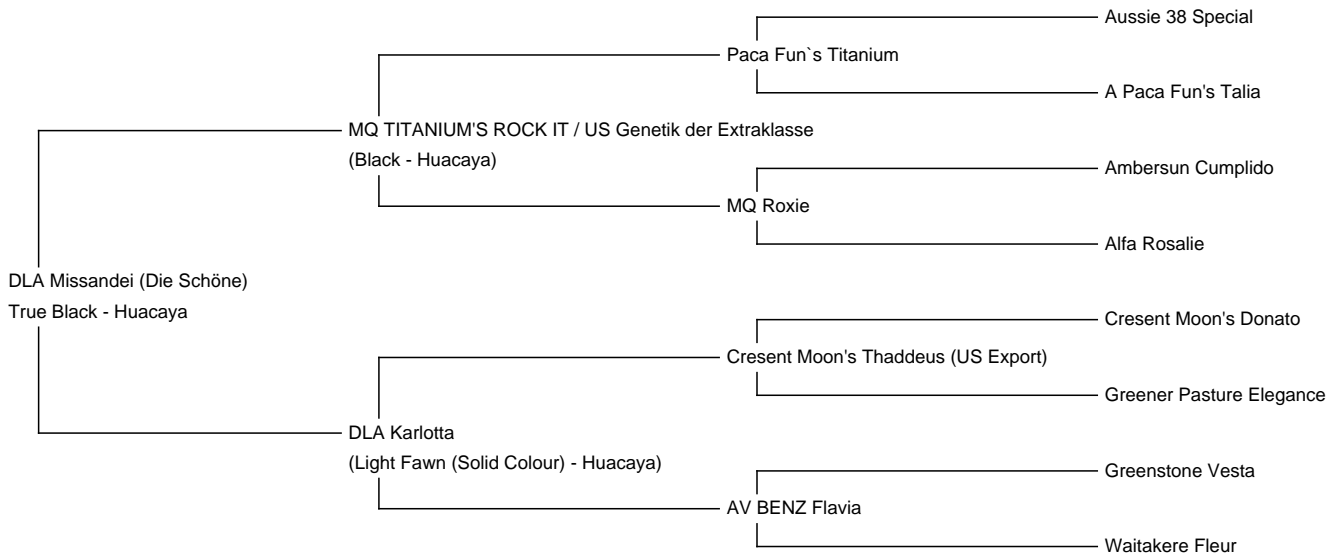 Aussie 38 Special
Paca Fun`s Titanium
A Paca Fun's Talia
MQ TITANIUM'S ROCK IT / US Genetik der Extraklasse
(Black - Huacaya)
Ambersun Cumplido
MQ Roxie
Alfa Rosalie
DLA Missandei (Die Schöne)
True Black - Huacaya
Cresent Moon's Donato
Cresent Moon's Thaddeus (US Export)
Greener Pasture Elegance
DLA Karlotta
(Light Fawn (Solid Colour) - Huacaya)
Greenstone Vesta
AV BENZ Flavia
Waitakere Fleur